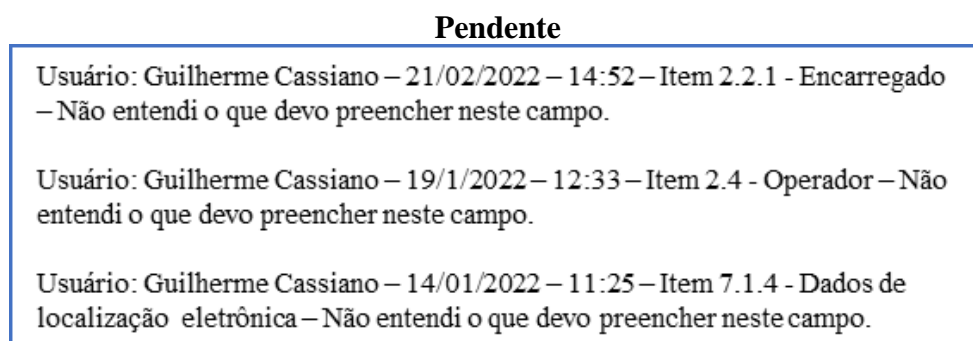 Pendente
Usuário: Guilherme Cassiano – 21/02/2022 – 14:52 – Item 2.2.1 - Encarregado
– Não entendi o que devo preencher neste campo.
Usuário: Guilherme Cassiano – 19/1/2022 – 12:33 – Item 2.4 - Operador – Não
entendi o que devo preencher neste campo.
Usuário: Guilherme Cassiano – 14/01/2022 – 11:25 – Item 7.1.4 - Dados de
localização eletrônica – Não entendi o que devo preencher neste campo.